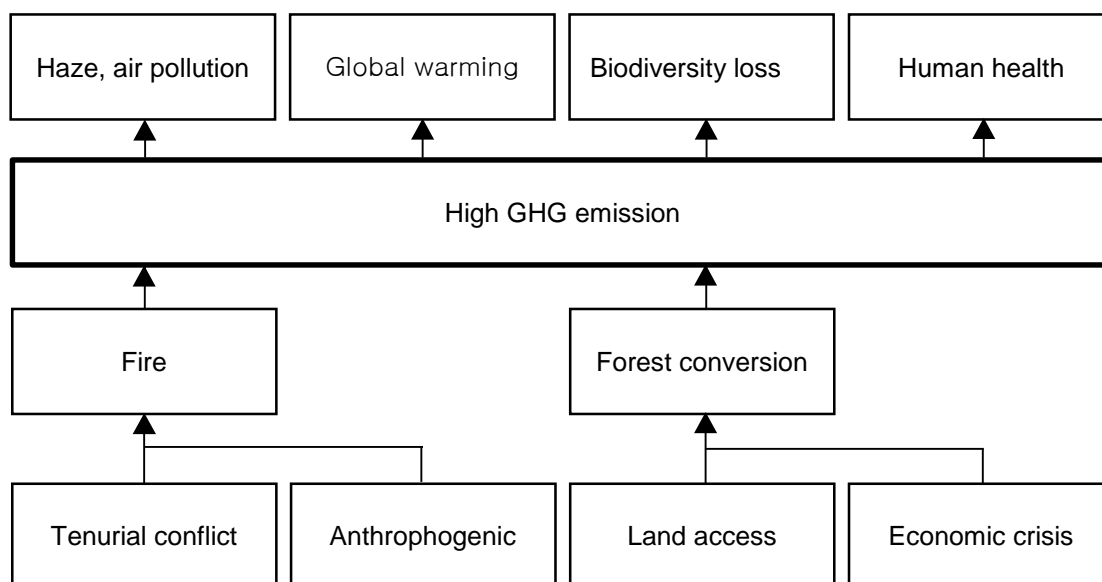 Haze, air pollution
Global warming
Biodiversity loss
Human health
High GHG emission
Fire
Forest conversion
Tenurial conflict
Anthrophogenic
Land access
Economic crisis